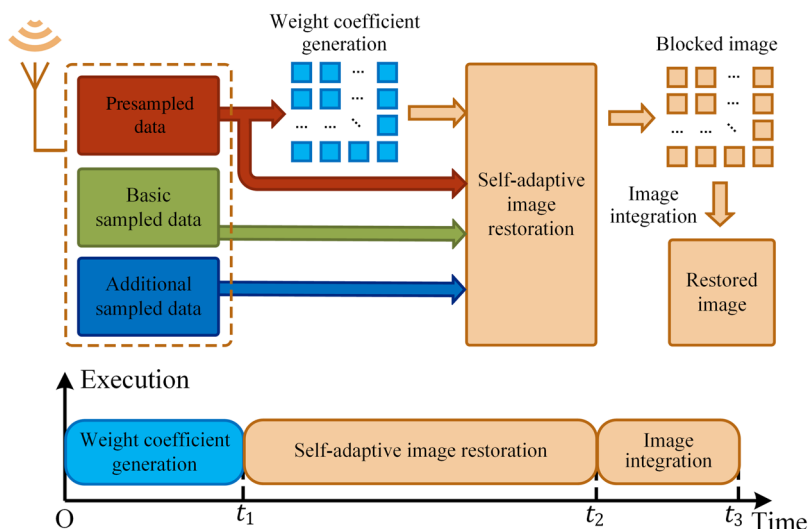 Weight coefficient
generation
... 
...
... ...
Blocked image
...
...
... ...
Presampled
data
Basic
sampled data
Additional
sampled data
Self-adaptive
image
restoration
Image
integration
Restored
image
Execution
Weight coefficient
generation
Self-adaptive image restoration
Image
integration
O
t₁
t₂
t₃
Time